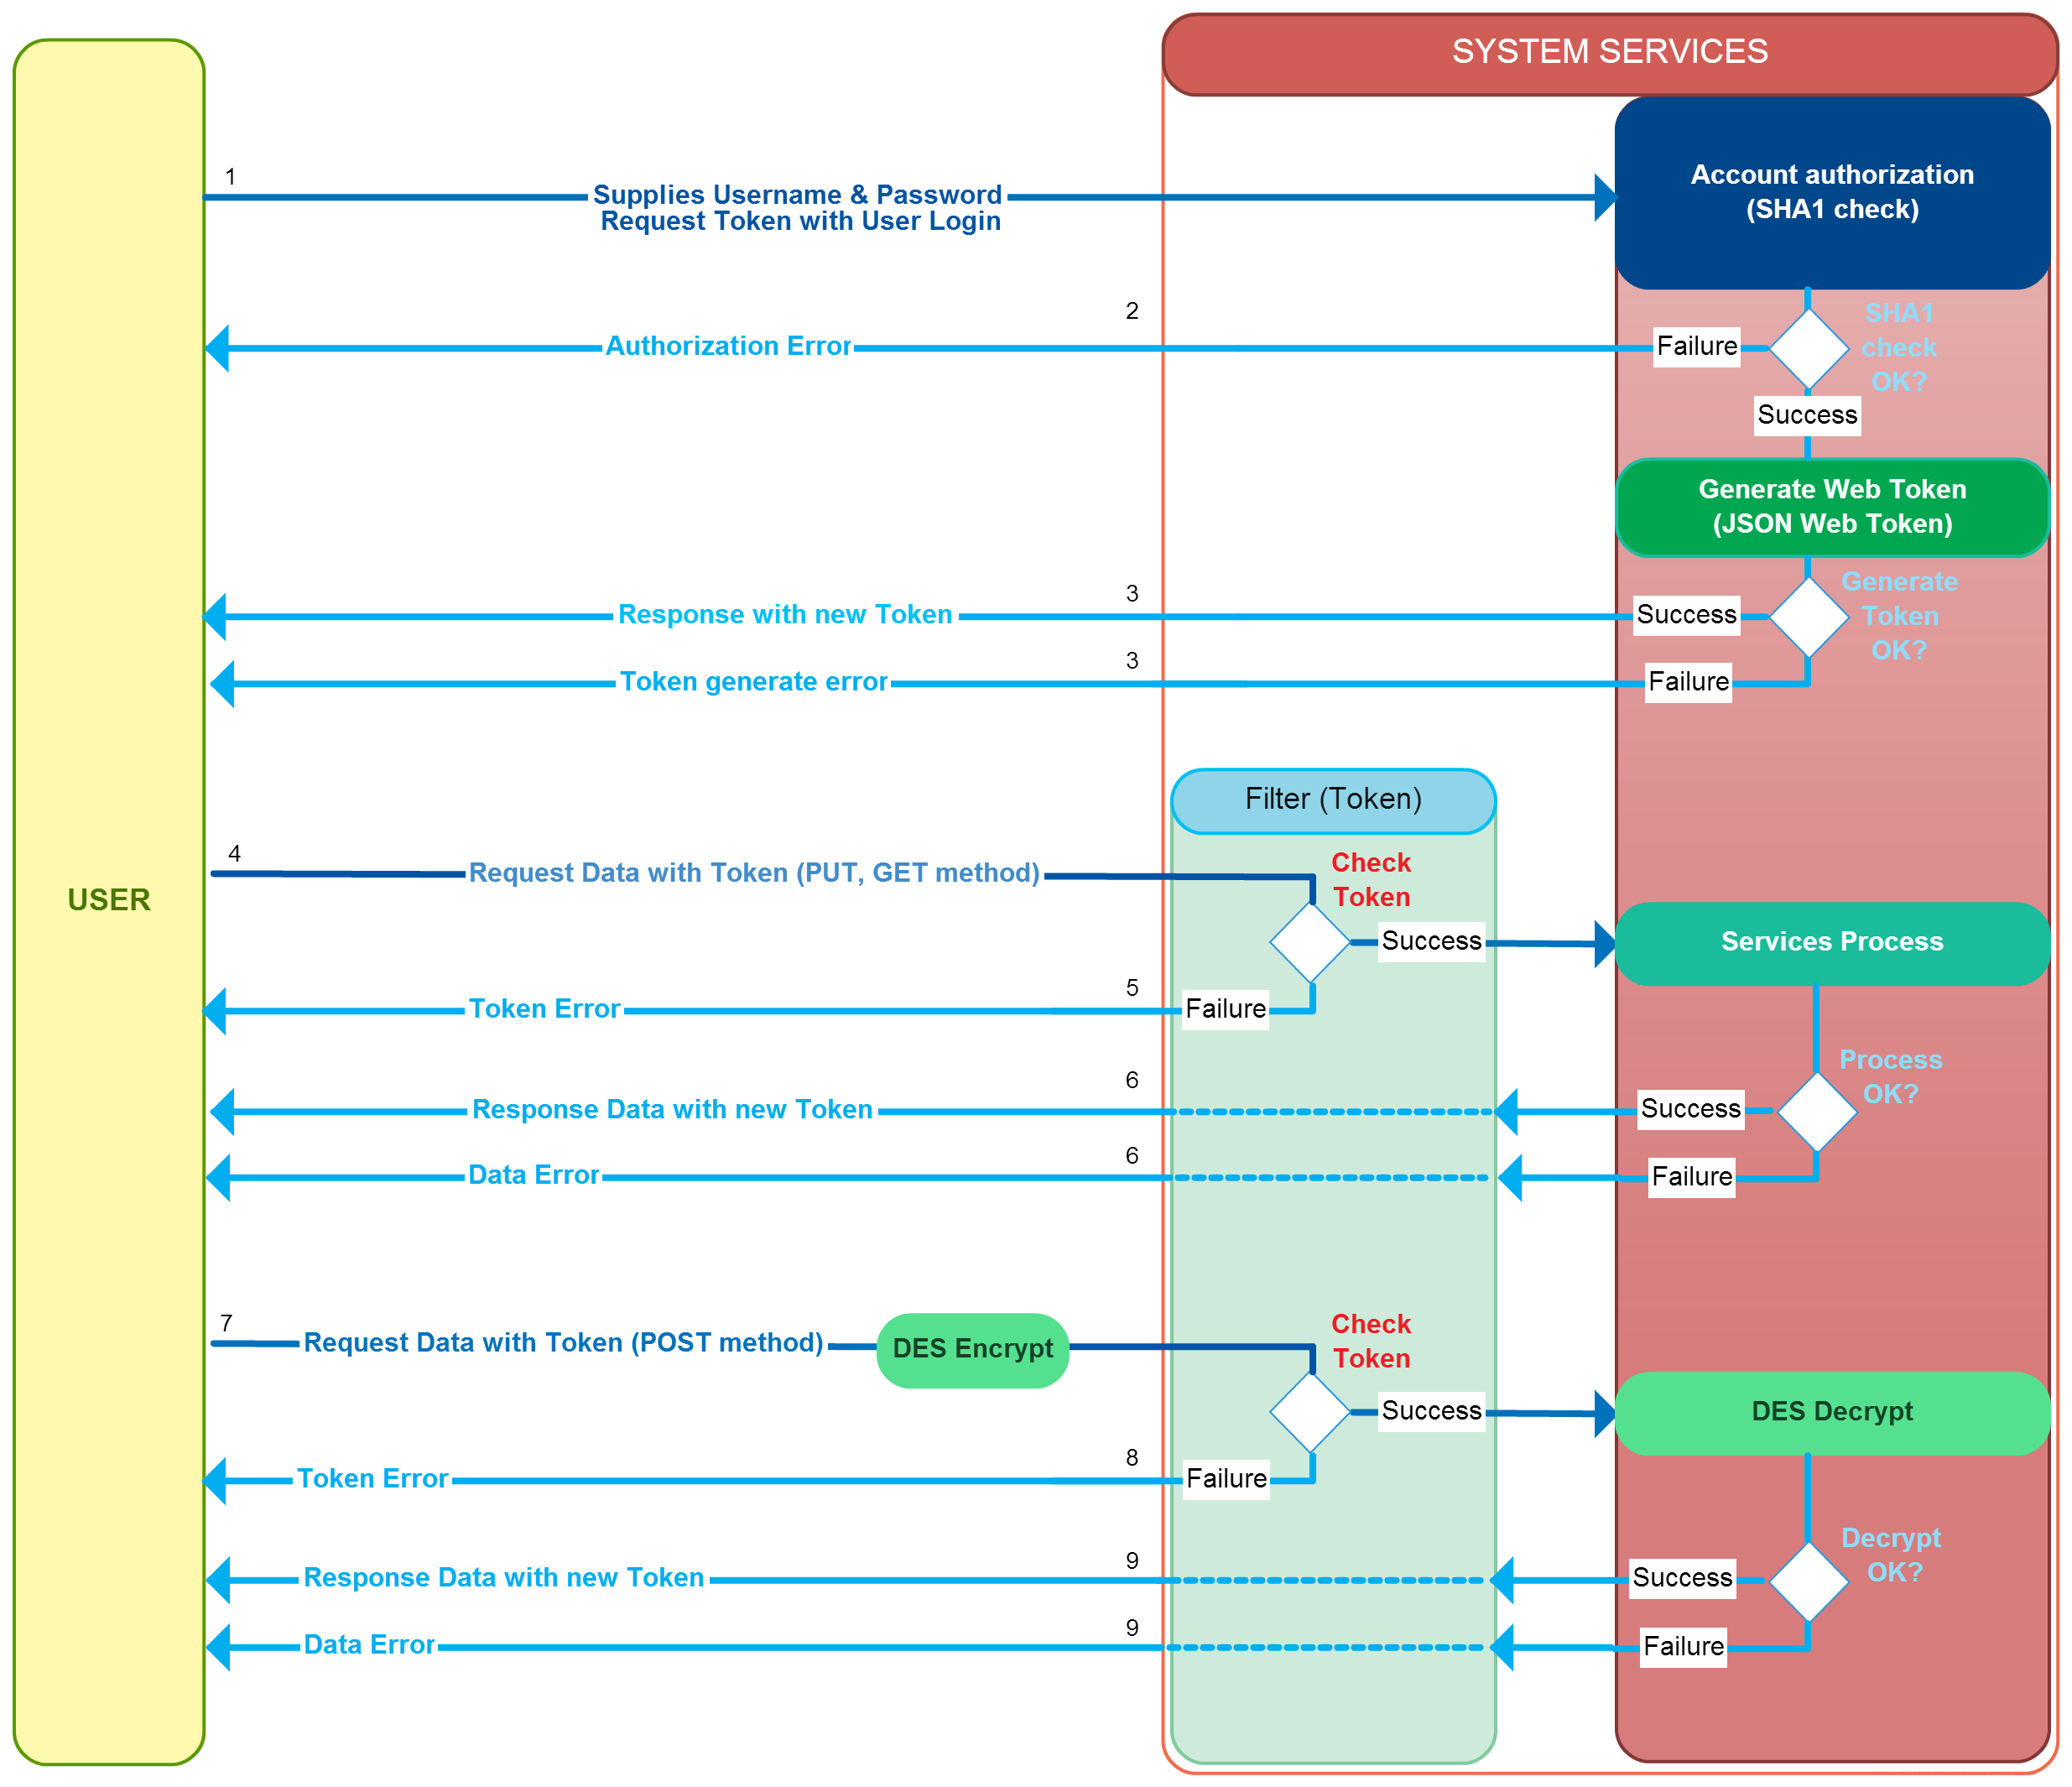 SYSTEM SERVICES
USER
1
Supplies Username & Password
Request Token with User Login
Account authorization
(SHA1 check)
2
Authorization Error
Failure
SHA1
check
OK?
Success
Generate Web Token
(JSON Web Token)
3
Response with new Token
Success
Generate
Token
OK?
3
Token generate error
Failure
Filter (Token)
4
Request Data with Token (PUT, GET method)
Check
Token
Success
Services Process
5
Token Error
Failure
6
Response Data with new Token
Success
Process
OK?
6
Data Error
Failure
7
Request Data with Token (POST method)
DES Encrypt
Check
Token
Success
DES Decrypt
8
Token Error
Failure
9
Response Data with new Token
Success
Decrypt
OK?
9
Data Error
Failure